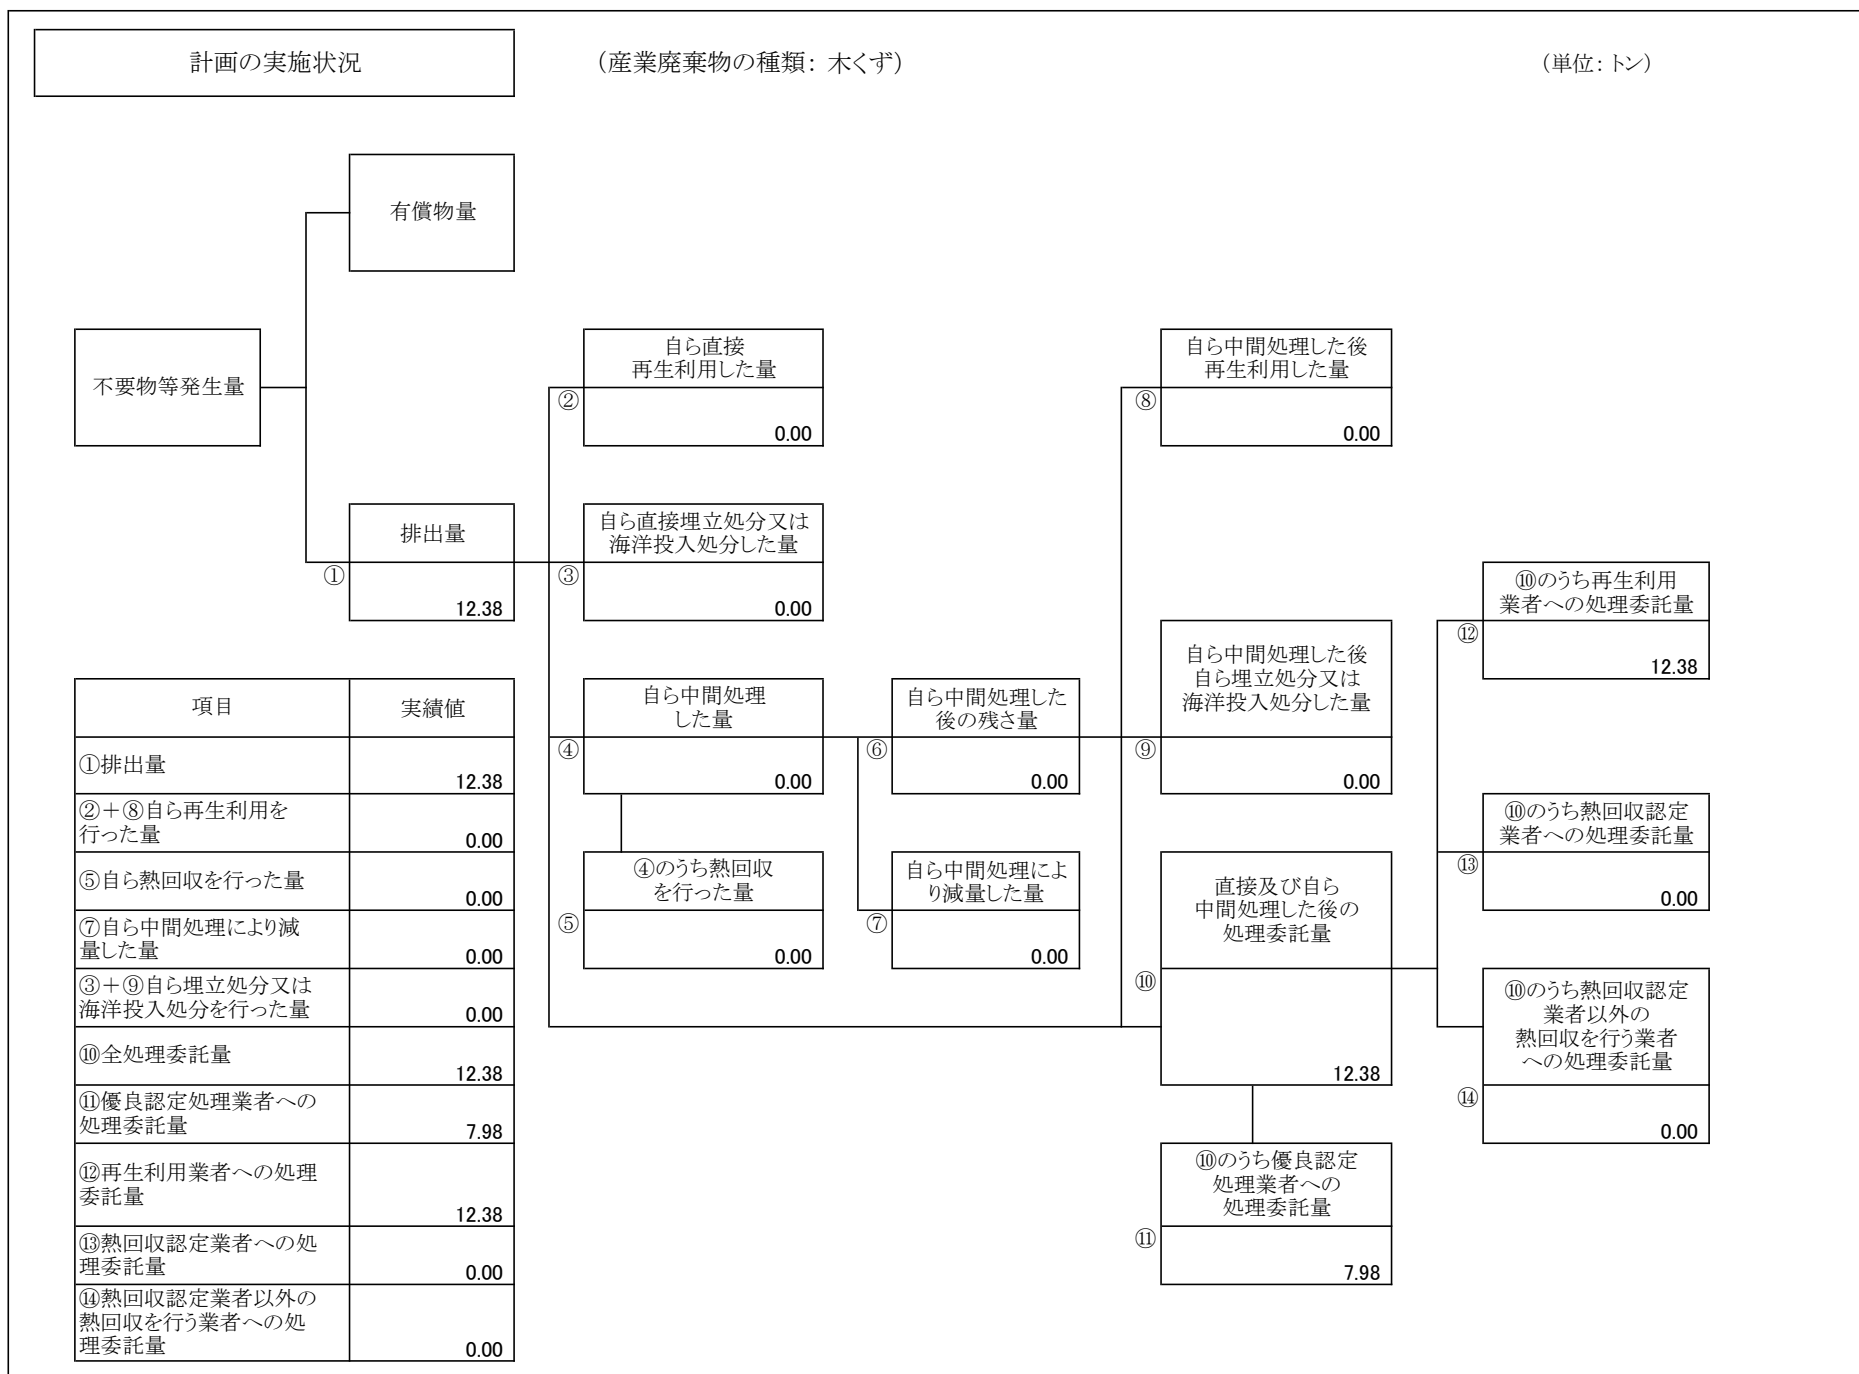 計画の実施状況
(産業廃棄物の種類: 木くず)
(単位: トン)
有償物量
不要物等発生量
自ら直接
再生利用した量
②
0.00
自ら中間処理した後
再生利用した量
⑧
0.00
排出量
①
12.38
自ら直接埋立処分又は
海洋投入処分した量
③
0.00
⑩のうち再生利用
業者への処理委託量
⑫
12.38
自ら中間処理
した量
④
0.00
自ら中間処理した
後の残さ量
⑥
0.00
自ら中間処理した後
自ら埋立処分又は
海洋投入処分した量
⑨
0.00
⑩のうち熱回収認定
業者への処理委託量
⑬
0.00
④のうち熱回収
を行った量
⑤
0.00
自ら中間処理によ
り減量した量
⑦
0.00
直接及び自ら
中間処理した後の
処理委託量
⑩
12.38
⑩のうち熱回収認定
業者以外の
熱回収を行う業者
への処理委託量
⑭
0.00
⑩のうち優良認定
処理業者への
処理委託量
⑪
7.98
項目
実績値
①排出量
12.38
②+⑧自ら再生利用を
行った量
0.00
⑤自ら熱回収を行った量
0.00
⑦自ら中間処理により減
量した量
0.00
③+⑨自ら埋立処分又は
海洋投入処分を行った量
0.00
⑩全処理委託量
12.38
⑪優良認定処理業者への
処理委託量
7.98
⑫再生利用業者への処理
委託量
12.38
⑬熱回収認定業者への処
理委託量
0.00
⑭熱回収認定業者以外の
熱回収を行う業者への処
理委託量
0.00